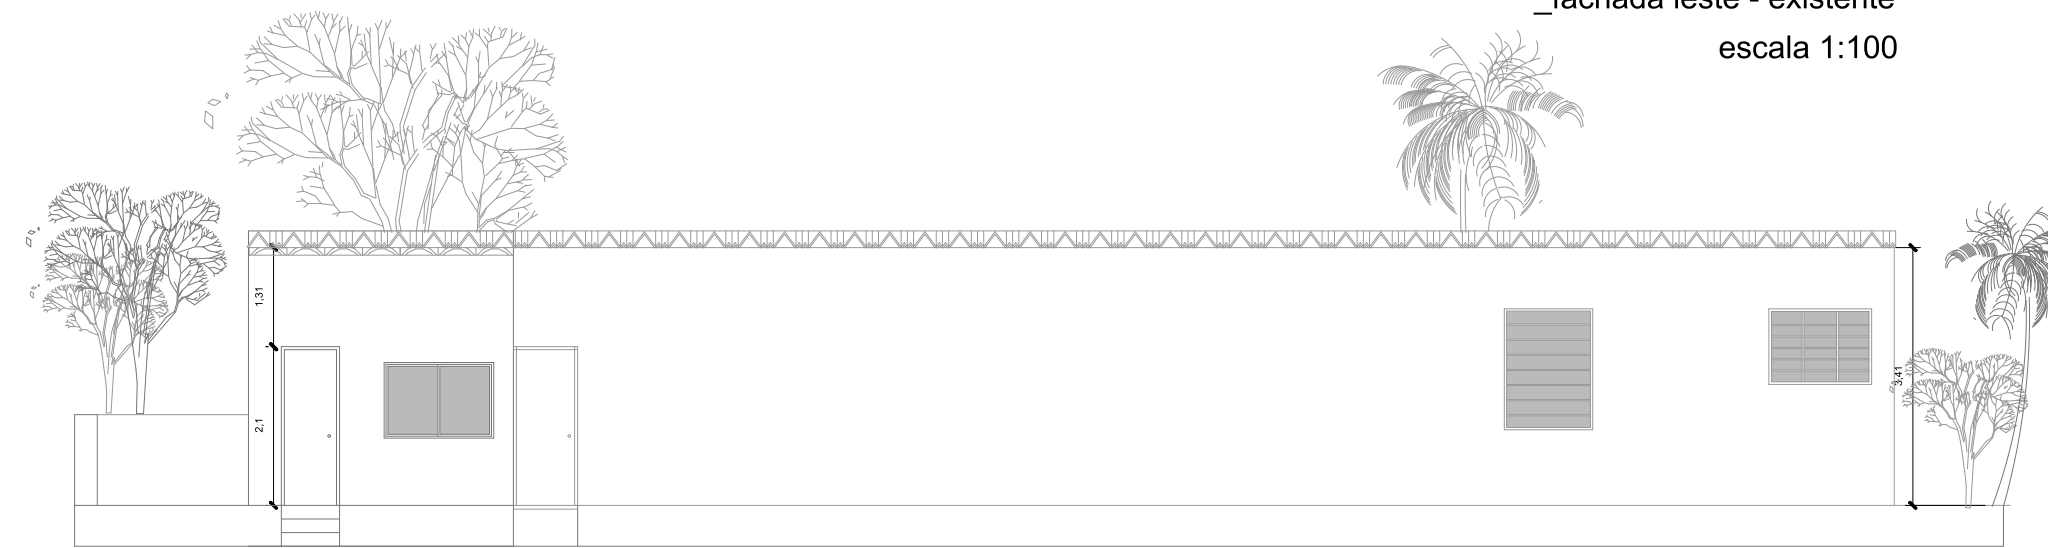 _fachada leste - existente
escala 1:100
1,31
2,1
3,41